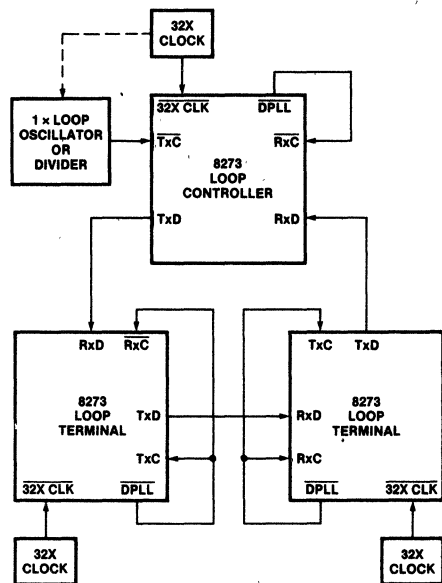 32X
CLOCK
1 × LOOP
OSCILLATOR
OR
DIVIDER
32X CLK
DPLL
TxC
RxC
8273
LOOP
CONTROLLER
TxD
RxD
RxD
RxC
8273
LOOP
TERMINAL
TxD
TxC
32X CLK
DPLL
32X
CLOCK
TxC
TxD
8273
LOOP
TERMINAL
RxD
RxC
DPLL
32X CLK
32X
CLOCK